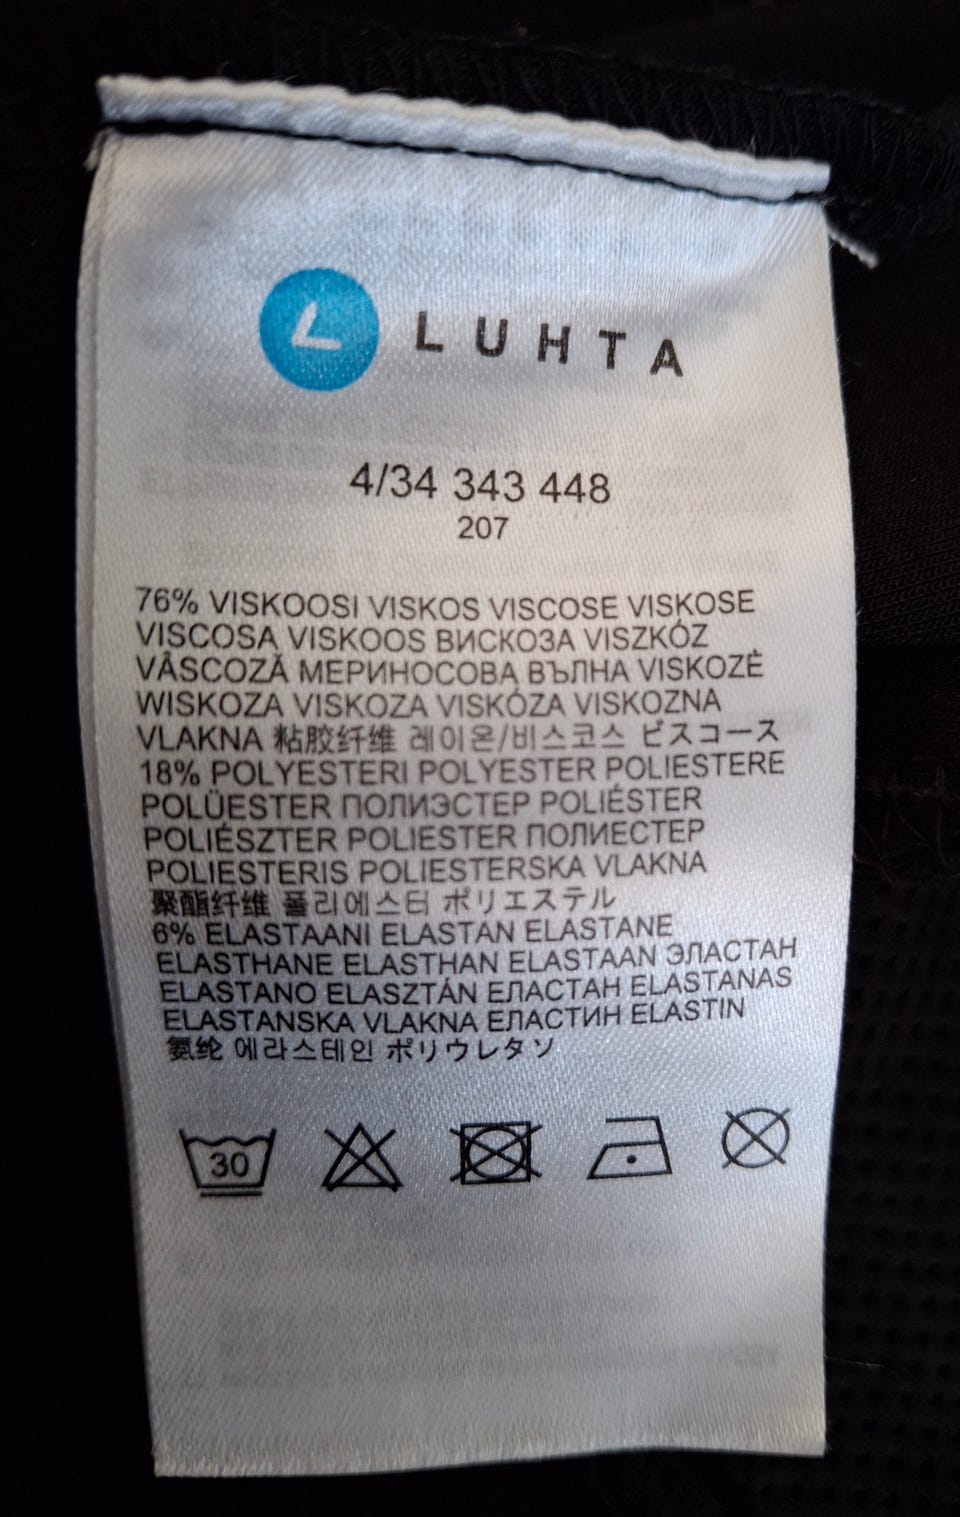 LUHTA
4/34 343 448
207
76% VISKOOSI VISKOS VISCOSE VISKOSE
VISCOSA VISKOOS ВИСКОЗА VISZKÓZ
VÂSCOZĂ МЕРИНОСОВА ВЪЛНА VISKOZĖ
WISKOZA VISKOZA VISKÓZA VISKOZNA
VLAKNA 粘胶纤维 레이온/비스코스 ビスコース
18% POLYESTERI POLYESTER POLIESTERE
POLÜESTER ПОЛИЭСТЕР POLIÉSTER
POLIÉSZTER POLIESTER ПОЛИЕСТЕР
POLIESTERIS POLIESTERSKA VLAKNA
聚酯纤维 폴리에스터 ポリエステル
6% ELASTAANI ELASTAN ELASTANE
ELASTHANE ELASTHAN ELASTAAN ЭЛАСТАН
ELASTANO ELASZTÁN ЕЛАСТАН ELASTANAS
ELASTANSKA VLAKNA ЕЛАСТИН ELASTIN
氨纶 에라스테인 ポリウレタソ
30